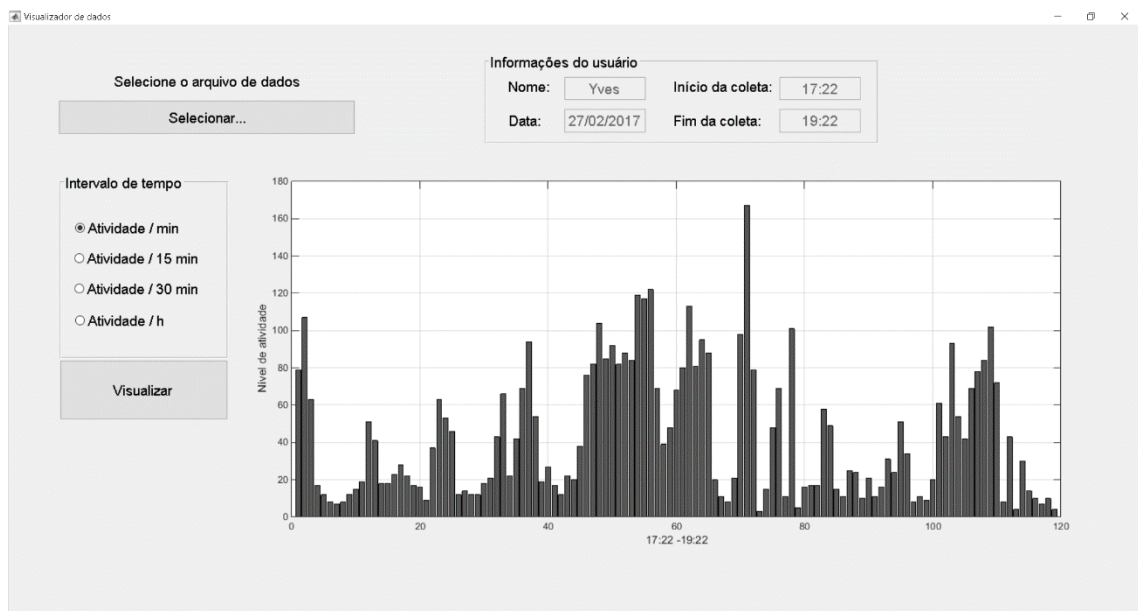 Visualizador de dados
Selecione o arquivo de dados
Selecionar...
Informações do usuário
Nome: Yves Início da coleta: 17:22
Data: 27/02/2017 Fim da coleta: 19:22
Intervalo de tempo
Atividade / min
Atividade / 15 min
Atividade / 30 min
Atividade / h
Visualizar
Nível de atividade
180
160
140
120
100
80
60
40
20
0
0 20 40 60 80 100 120
17:22 -19:22